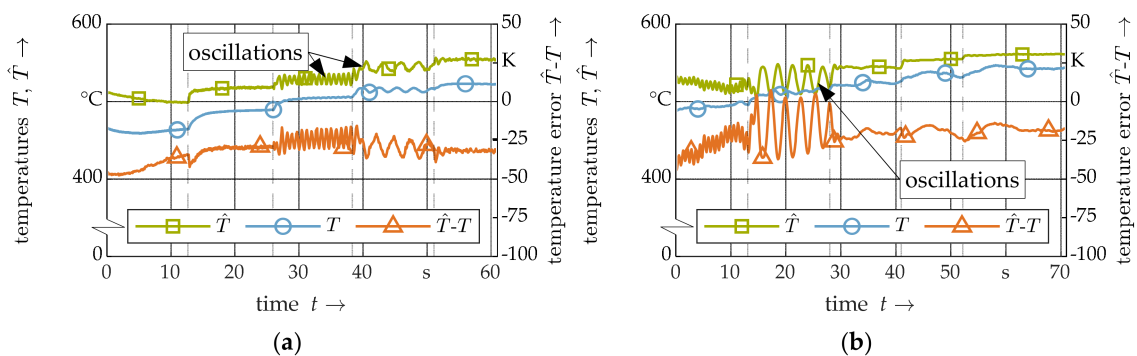 600
°C
400
0
temperatures T, T̂ →
50
25
K
0
-25
-50
-75
-100
temperature error T̂-T →
oscillations
T̂
T
T̂-T
0 10 20 30 40 s 60
time t →
(a)
600
°C
400
0
temperatures T, T̂ →
50
K
0
-25
-50
-75
-100
temperature error T̂-T →
oscillations
T̂
T
T̂-T
0 10 20 30 40 50 s 70
time t →
(b)